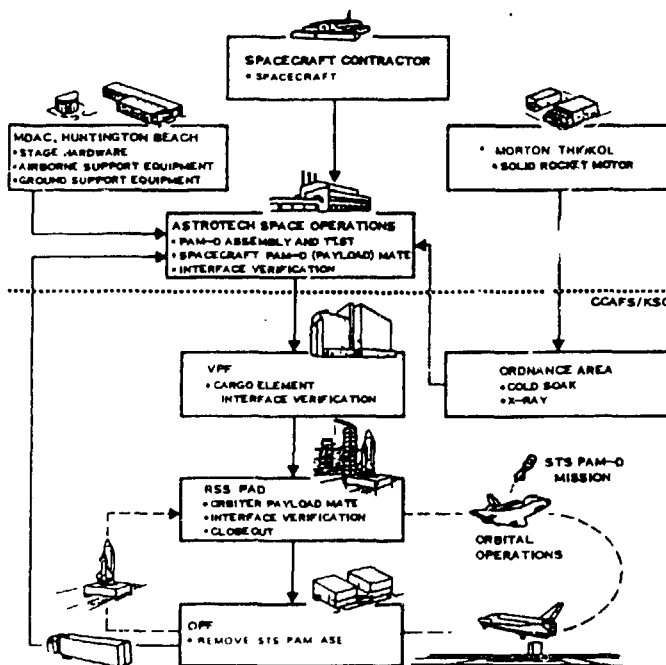 SPACECRAFT CONTRACTOR
• SPACECRAFT
MDAC, HUNTINGTON BEACH
• STAGE HARDWARE
• AIRBORNE SUPPORT EQUIPMENT
• GROUND SUPPORT EQUIPMENT
• MORTON THIOKOL
• SOLID ROCKET MOTOR
ASTROTECH SPACE OPERATIONS
• PAM-D ASSEMBLY AND TEST
• SPACECRAFT PAM-D (PAYLOAD) MATE
• INTERFACE VERIFICATION
CCAFS/KSC
VPF
• CARGO ELEMENT
INTERFACE VERIFICATION
ORDNANCE AREA
• COLD SOAK
• X-RAY
RSS PAD
• ORBITER PAYLOAD MATE
• INTERFACE VERIFICATION
• CLOSEOUT
STS PAM-D
MISSION
ORBITAL
OPERATIONS
OPF
• REMOVE STS PAM ASE